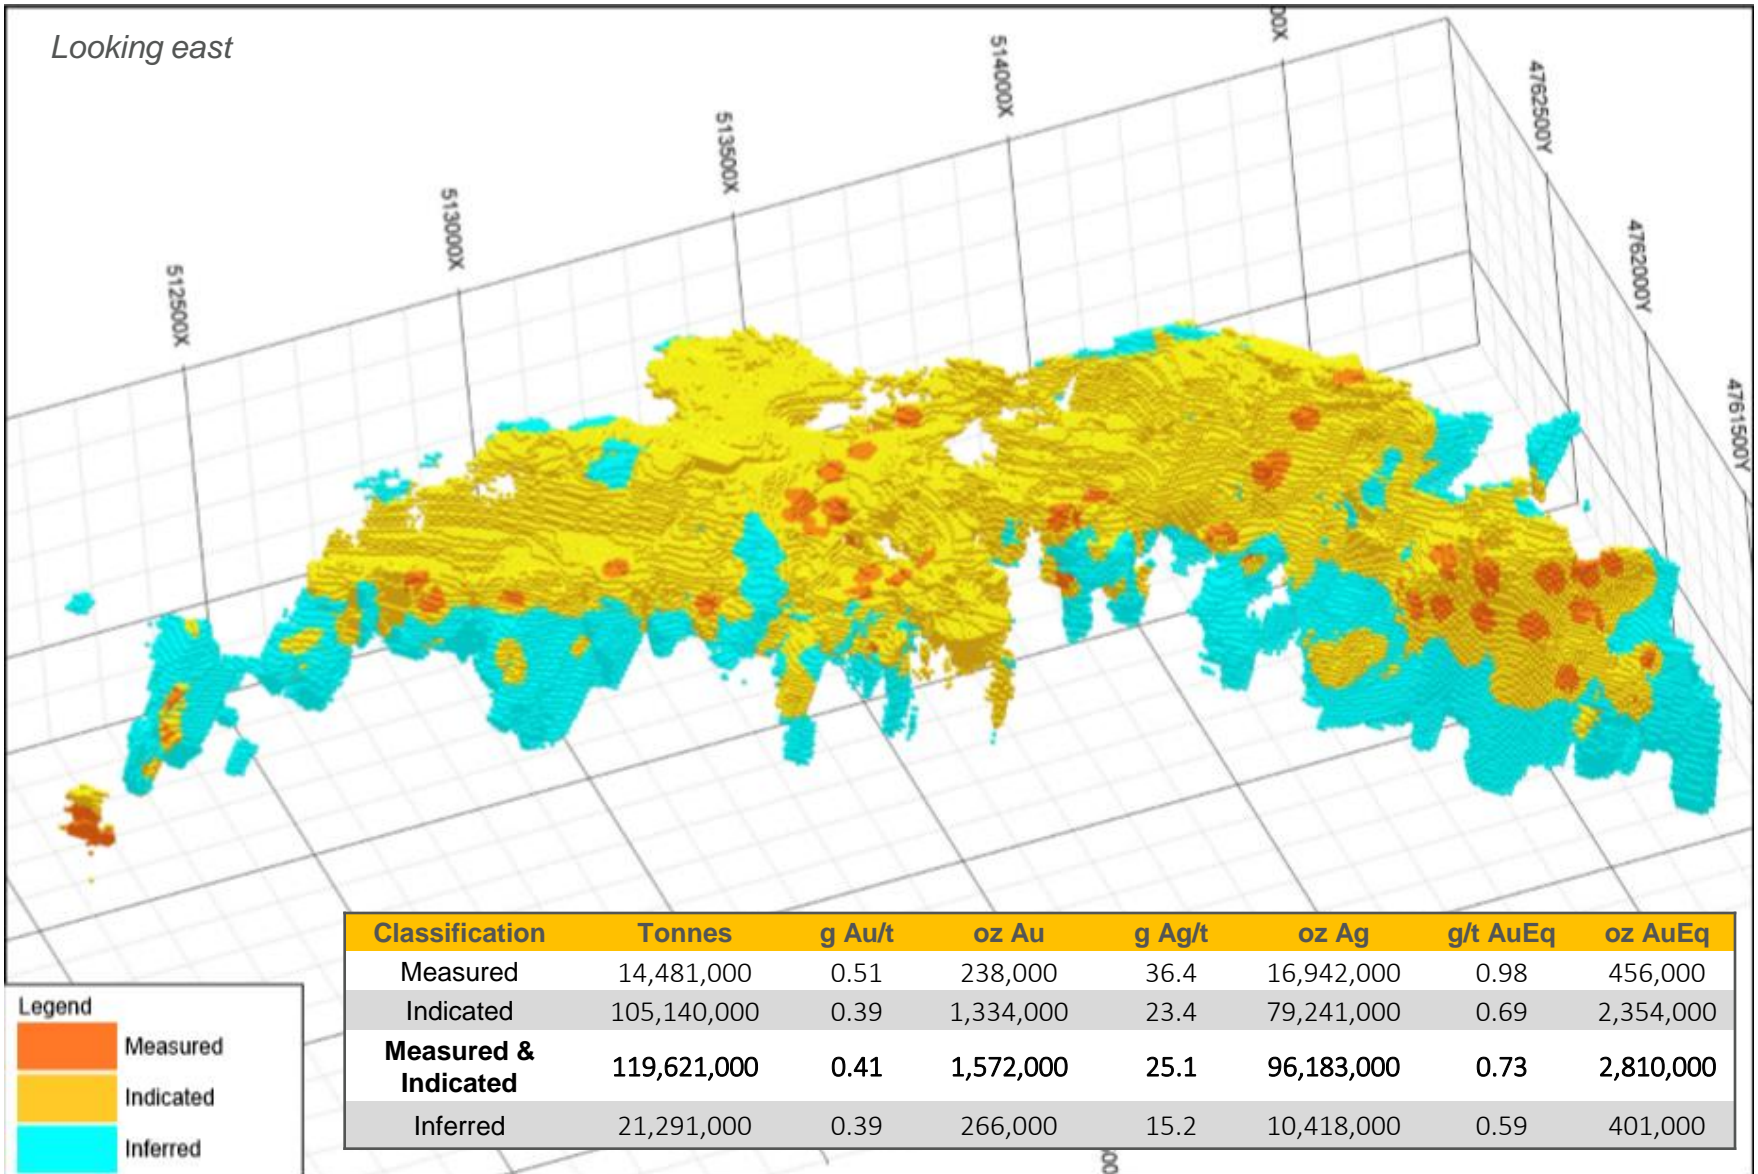 Looking east
00X
514000X
4762500Y
513500X
513000X
4762000Y
512500X
4761500Y
Classification Tonnes g Au/t oz Au g Ag/t oz Ag g/t AuEq oz AuEq
Measured 14,481,000 0.51 238,000 36.4 16,942,000 0.98 456,000
Indicated 105,140,000 0.39 1,334,000 23.4 79,241,000 0.69 2,354,000
Measured &
Indicated 119,621,000 0.41 1,572,000 25.1 96,183,000 0.73 2,810,000
Inferred 21,291,000 0.39 266,000 15.2 10,418,000 0.59 401,000
Legend
Measured
Indicated
Inferred